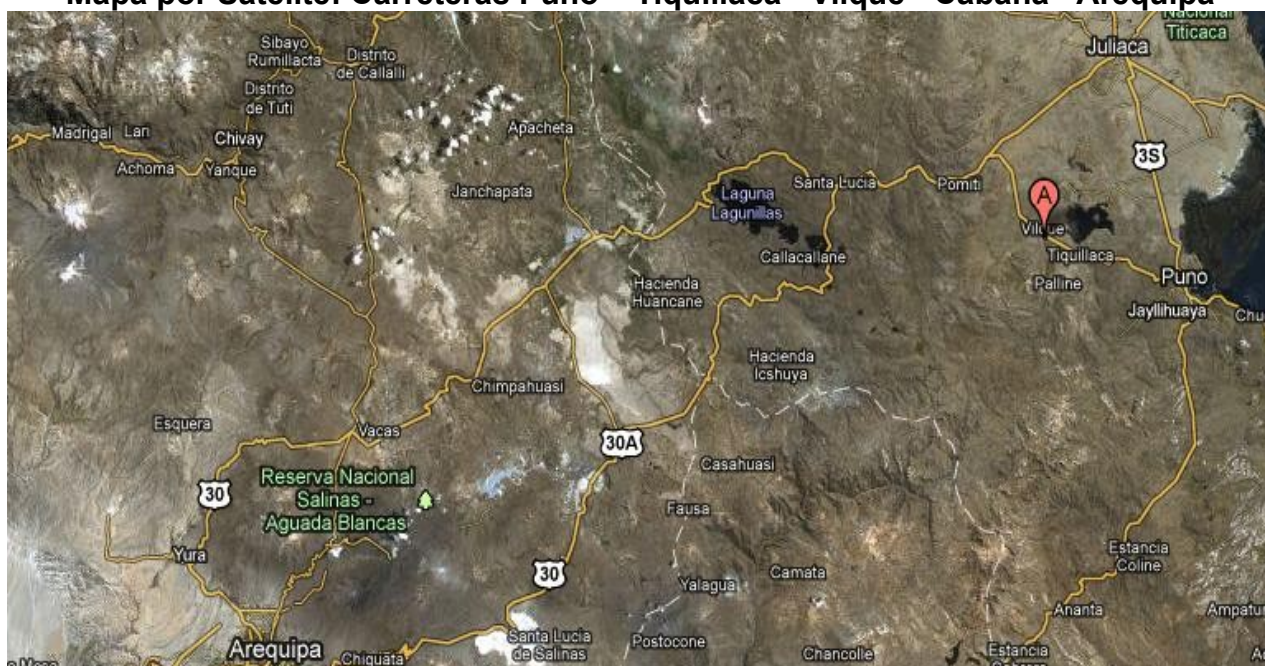 Mapa por Satélite: Carreteras Puno - Tiquillaca - Vilque - Cabana - Arequipa
Nacional
Titicaca
Juliaca
Sibayo
Rumillacta
Distrito
de Callalli
Distrito
de Tuti
Madrigal
Lari
Chivay
Achoma
Yanque
Apacheta
Janchapata
3S
Laguna
Lagunillas
Santa Lucia
Pomiti
A
Vilque
Tiquillaca
Palline
Puno
Jayllihuaya
Callacallane
Hacienda
Huancane
Hacienda
Icshuya
Chimpahuasi
Esquera
Vacas
30A
Casahuasi
Reserva Nacional
Salinas -
Aguada Blancas
30
Fausa
Yura
30
Yalagua
Camata
Estancia
Coline
Ananta
Arequipa
Chiguata
Santa Lucia
de Salinas
Postocone
Chancolle
Estancia